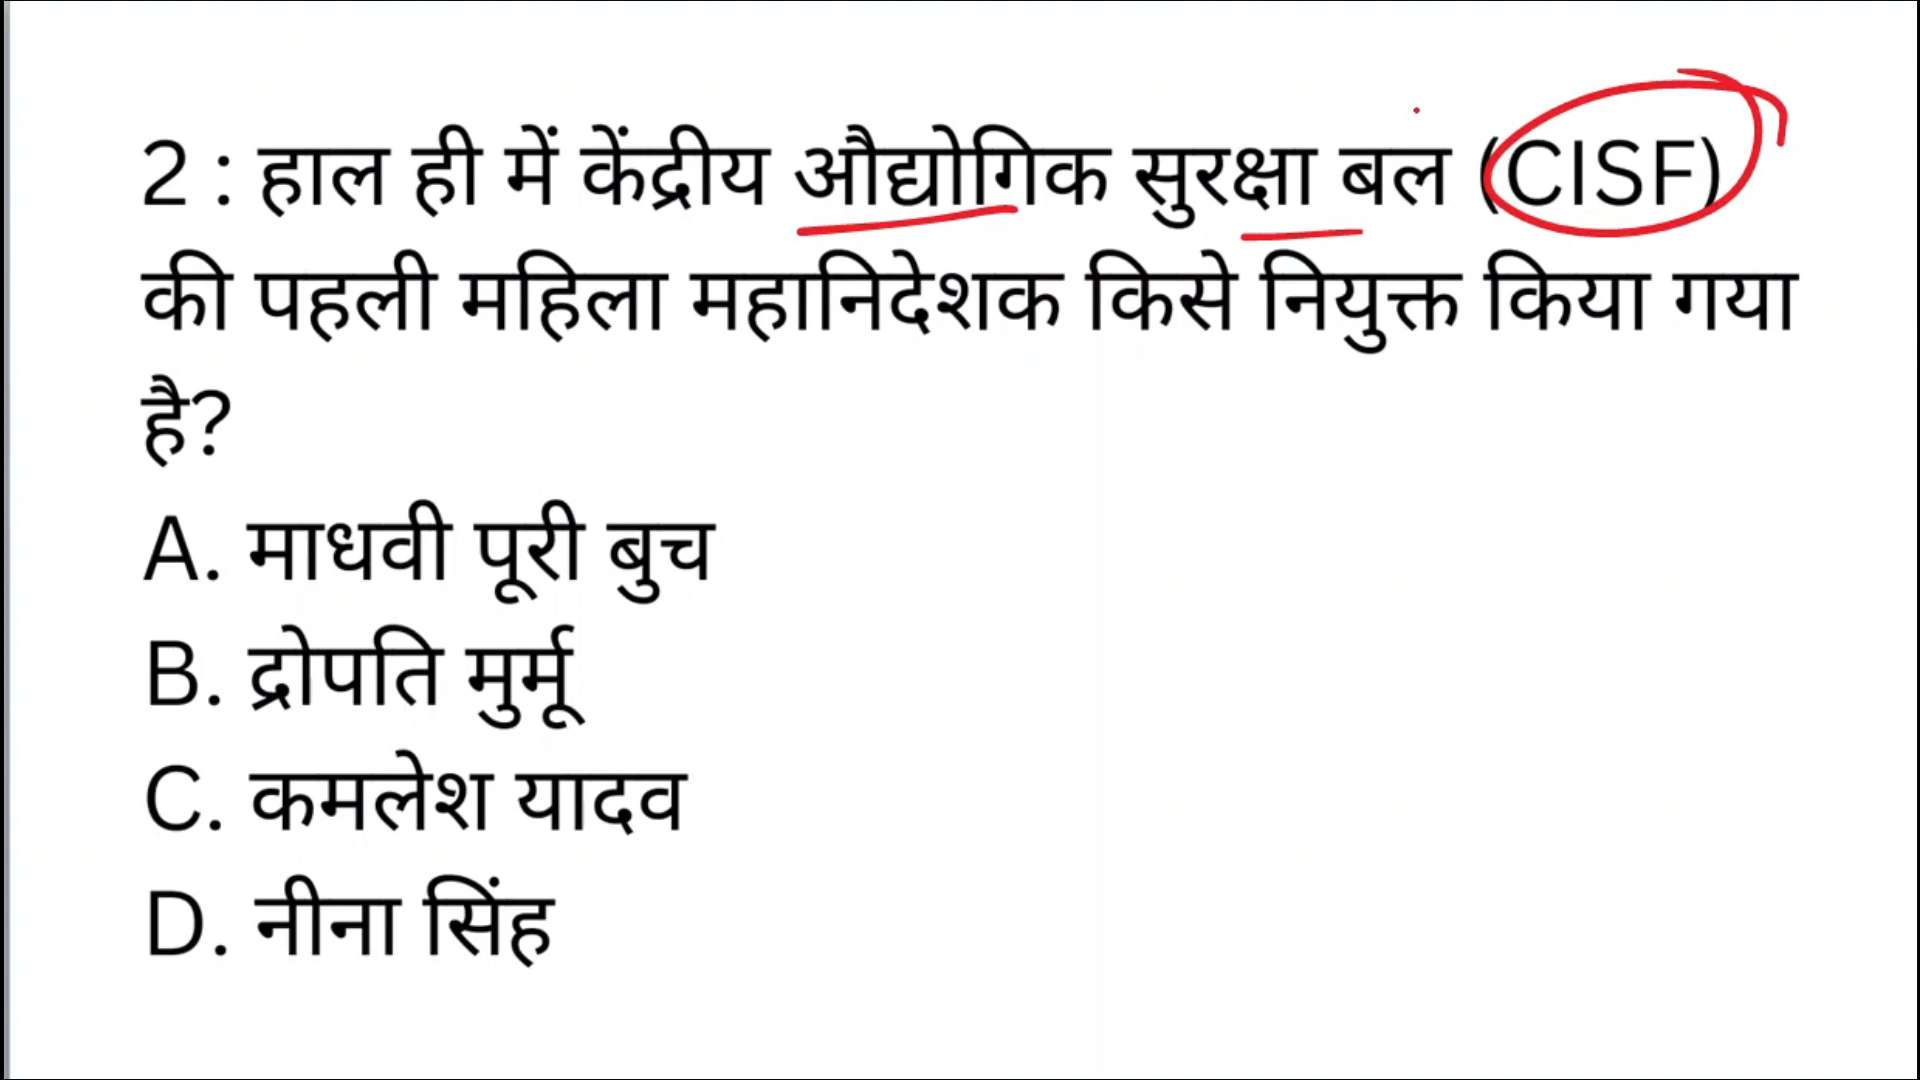 2 : हाल ही में केंद्रीय औद्योगिक सुरक्षा बल (CISF)
की पहली महिला महानिदेशक किसे नियुक्त किया गया
है?
A. माधवी पूरी बुच
B. द्रोपति मुर्मू
C. कमलेश यादव
D. नीना सिंह